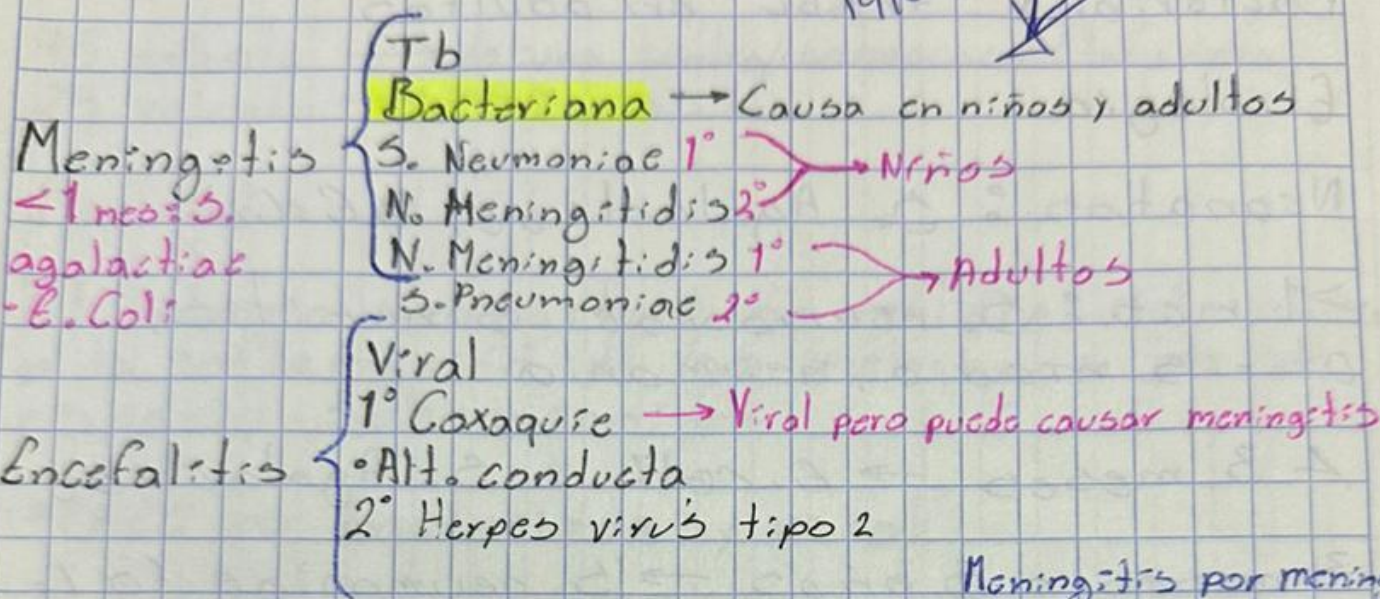 Tb
Bacteriana → Causa en niños y adultos
Meningitis
S. Neumoniae 1° → Niños
<1 mes: S.
N. Meningitidis 2°
agalactiae
N. Meningitidis 1° → Adultos
- E. Coli
S. Pneumoniae 2°
Viral
1° Coxaquie → Viral pero puede causar meningitis
Encefalitis
• Alt. conducta
2° Herpes virus tipo 2
Meningitis por menin